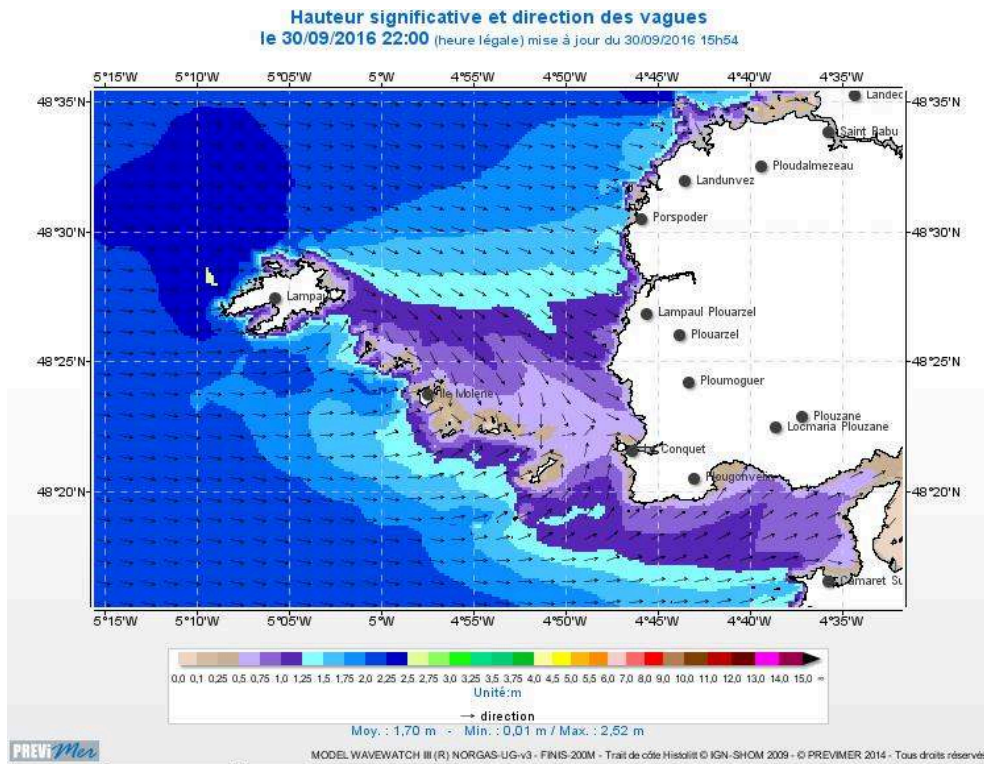 Hauteur significative et direction des vagues
le 30/09/2016 22:00 (heure légale) mise à jour du 30/09/2016 15h54
5°15'W 5°10'W 5°05'W 5°W 4°55'W 4°50'W 4°45'W 4°40'W 4°35'W
48°35'N 48°35'N
Landec
Saint Pabu
Ploudalmezeau
Landunvez
Porspoder
48°30'N 48°30'N
Lampaul
Lampaul Plouarzel
Plouarzel
48°25'N 48°25'N
Ploumoguer
Ile Molene
Plouzane
Locmaria Plouzane
Conquet
48°20'N 48°20'N
Camaret Su
5°15'W 5°10'W 5°05'W 5°W 4°55'W 4°50'W 4°45'W 4°40'W 4°35'W
0,0 0,1 0,25 0,5 0,75 1,0 1,25 1,5 1,75 2,0 2,25 2,5 2,75 3,0 3,25 3,5 3,75 4,0 4,5 5,0 5,5 6,0 7,0 8,0 9,0 10,0 11,0 12,0 13,0 14,0 15,0
Unité:m
direction
Moy. : 1,70 m - Min. : 0,01 m / Max. : 2,52 m
PREVIMer
MODEL WAVEWATCH III (R) NORGAS-UG-v3 - FINIS-200M - Trait de côte Histolitt © IGN-SHOM 2009 - © PREVIMER 2014 - Tous droits réservé